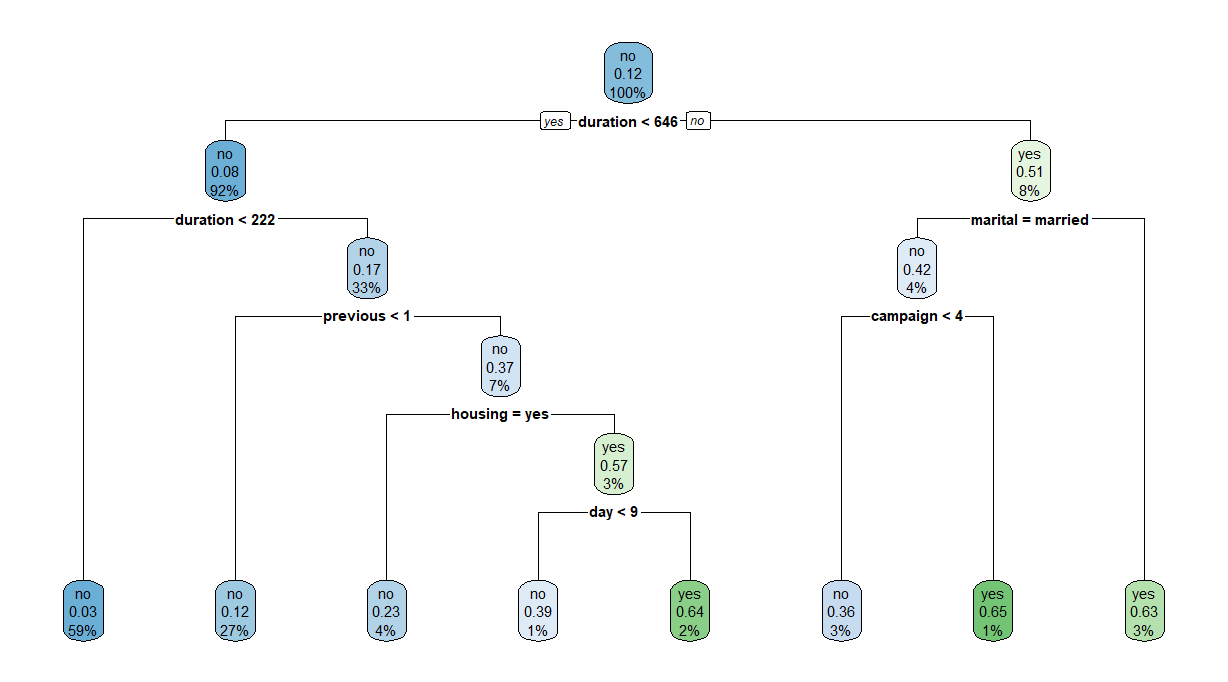 no
0.12
100%
yes duration < 646 no
no
0.08
92%
yes
0.51
8%
duration < 222
marital = married
no
0.17
33%
no
0.42
4%
previous < 1
campaign < 4
no
0.37
7%
housing = yes
yes
0.57
3%
day < 9
no
0.03
59%
no
0.12
27%
no
0.23
4%
no
0.39
1%
yes
0.64
2%
no
0.36
3%
yes
0.65
1%
yes
0.63
3%